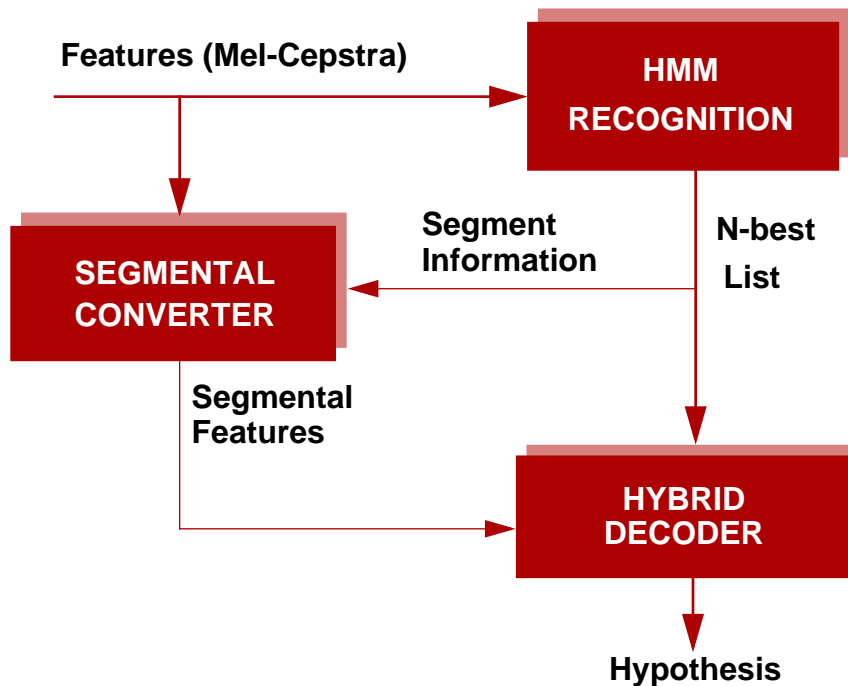 Features (Mel-Cepstra)
HMM
RECOGNITION
Segment
Information
N-best
List
SEGMENTAL
CONVERTER
Segmental
Features
HYBRID
DECODER
Hypothesis